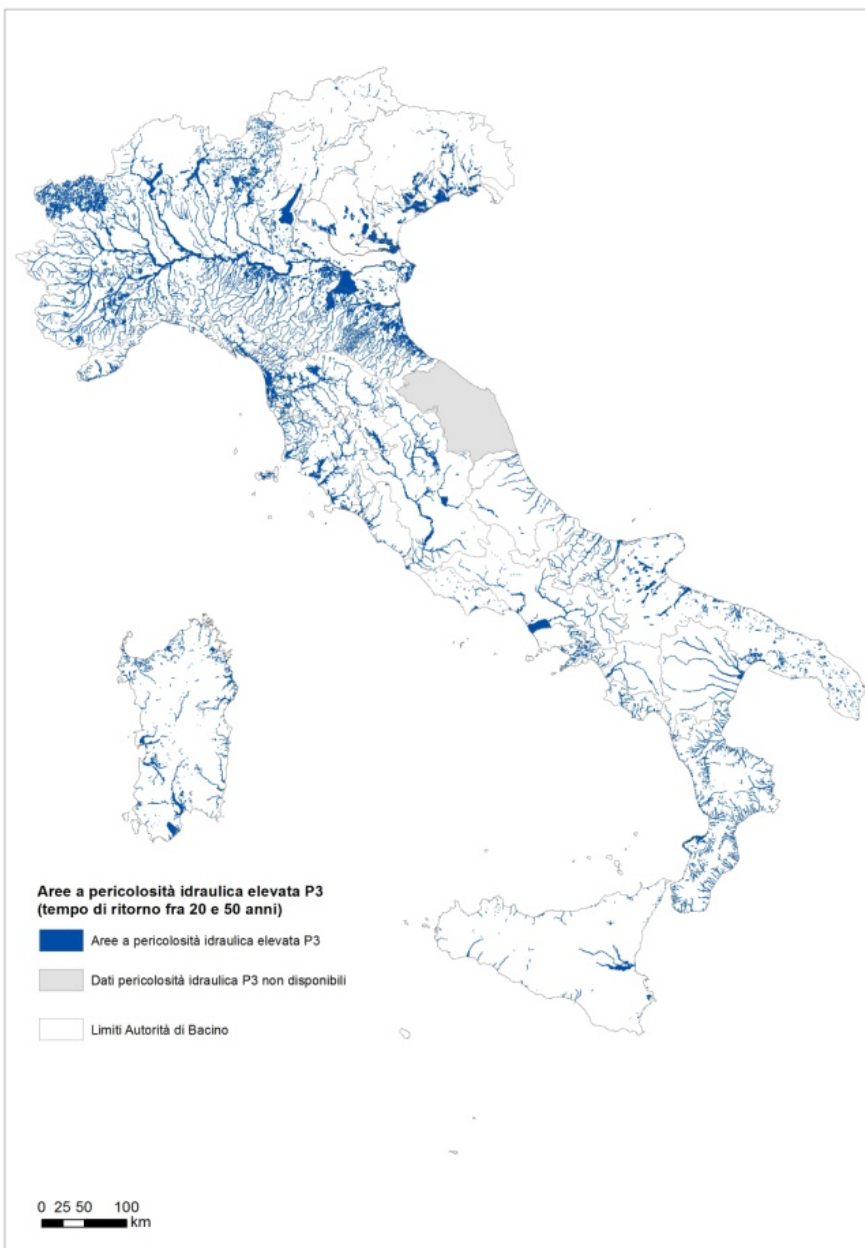 Aree a pericolosità idraulica elevata P3
(tempo di ritorno fra 20 e 50 anni)
Aree a pericolosità idraulica elevata P3
Dati pericolosità idraulica P3 non disponibili
Limiti Autorità di Bacino
0 25 50 100
km